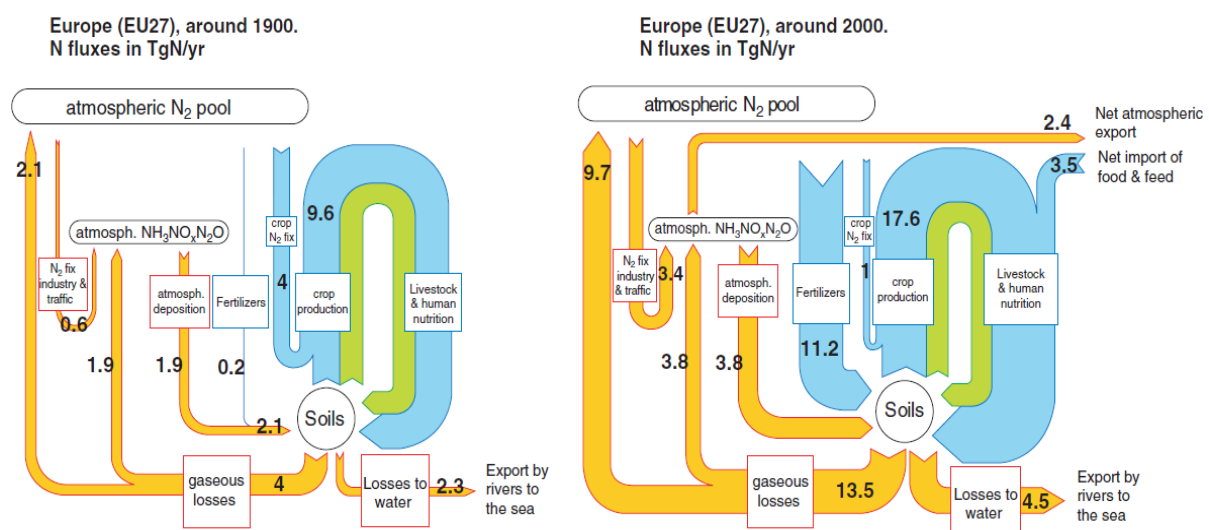 Europe (EU27), around 1900.
N fluxes in TgN/yr
atmospheric N₂ pool
2.1
9.6
atmosph. NH₃NOₓN₂O
crop
N₂ fix
N₂ fix
industry &
traffic
atmosph.
deposition
Fertilizers
4
crop
production
Livestock
& human
nutrition
0.6
1.9
1.9
0.2
Soils
2.1
gaseous
losses
4
Losses to
water
2.3
Export by
rivers to
the sea
Europe (EU27), around 2000.
N fluxes in TgN/yr
atmospheric N₂ pool
2.4
Net atmospheric
export
9.7
3.5
Net import of
food & feed
atmosph. NH₃NOₓN₂O
crop
N₂ fix
17.6
N₂ fix
industry
& traffic
3.4
atmosph.
deposition
Fertilizers
1
crop
production
Livestock
& human
nutrition
3.8
3.8
11.2
Soils
gaseous
losses
13.5
Losses to
water
4.5
Export by
rivers to
the sea